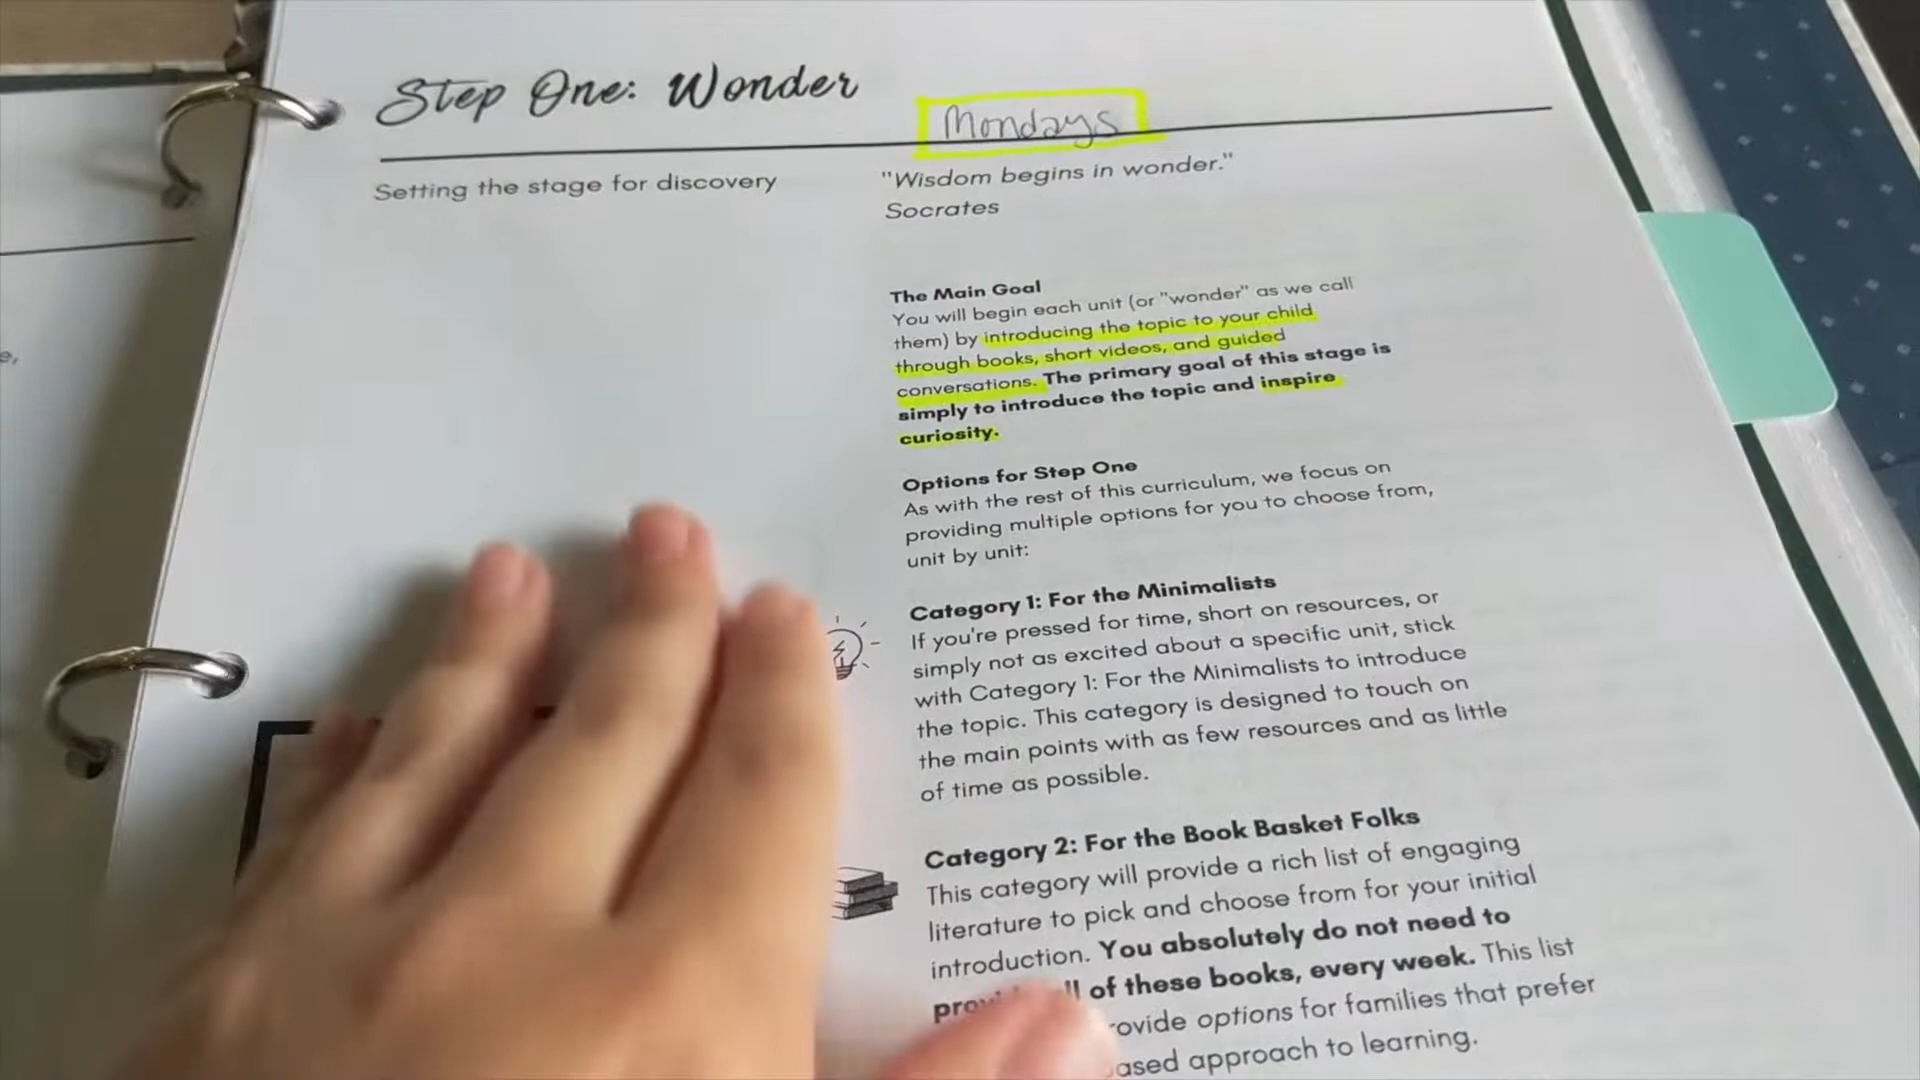 Step One: Wonder
Mondays
Setting the stage for discovery
"Wisdom begins in wonder."
Socrates
The Main Goal
You will begin each unit (or "wonder" as we call
them) by introducing the topic to your child
through books, short videos, and guided
conversations. The primary goal of this stage is
simply to introduce the topic and inspire
curiosity.
Options for Step One
As with the rest of this curriculum, we focus on
providing multiple options for you to choose from,
unit by unit:
Category 1: For the Minimalists
If you're pressed for time, short on resources, or
simply not as excited about a specific unit, stick
with Category 1: For the Minimalists to introduce
the topic. This category is designed to touch on
the main points with as few resources and as little
of time as possible.
Category 2: For the Book Basket Folks
This category will provide a rich list of engaging
literature to pick and choose from for your initial
introduction. You absolutely do not need to
of these books, every week. This list
options for families that prefer
approach to learning.